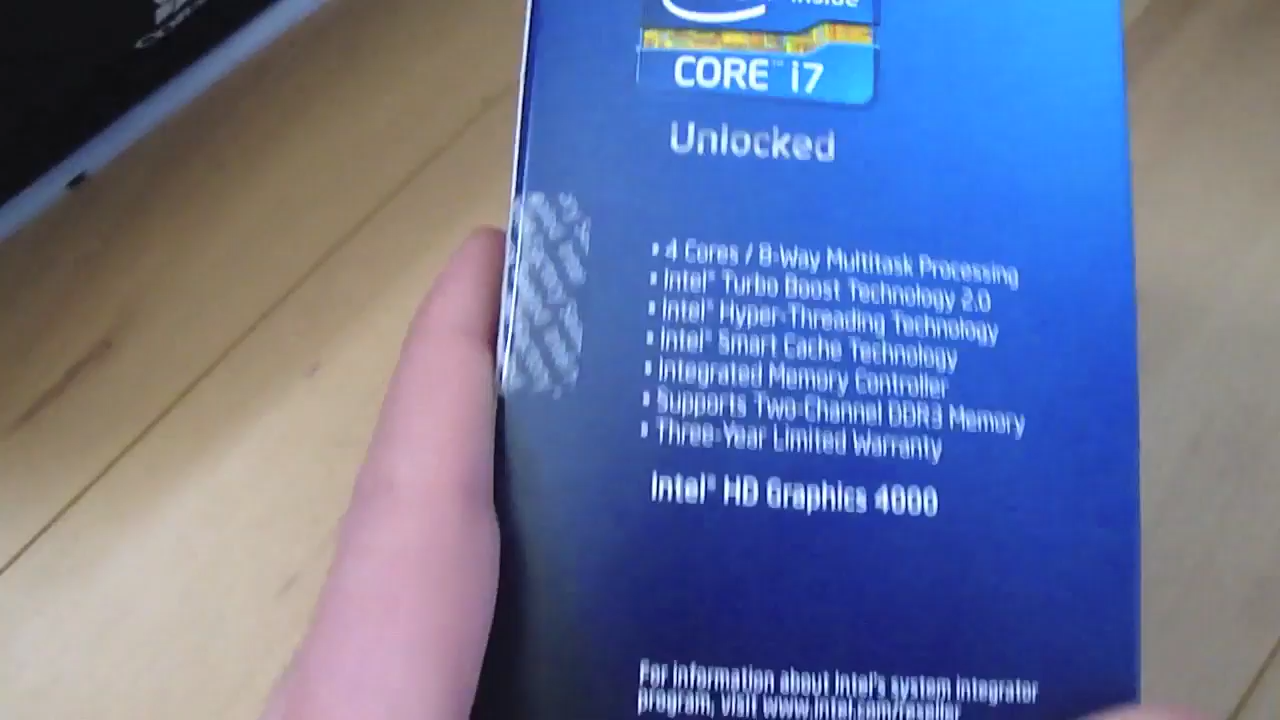 inside
CORE™ i7
Unlocked
• 4 Cores / 8-Way Multitask Processing
• Intel® Turbo Boost Technology 2.0
• Intel® Hyper-Threading Technology
• Intel® Smart Cache Technology
• Integrated Memory Controller
• Supports Two-Channel DDR3 Memory
• Three-Year Limited Warranty
Intel® HD Graphics 4000
For information about Intel's system integrator
program, visit www.intel.com/reseller